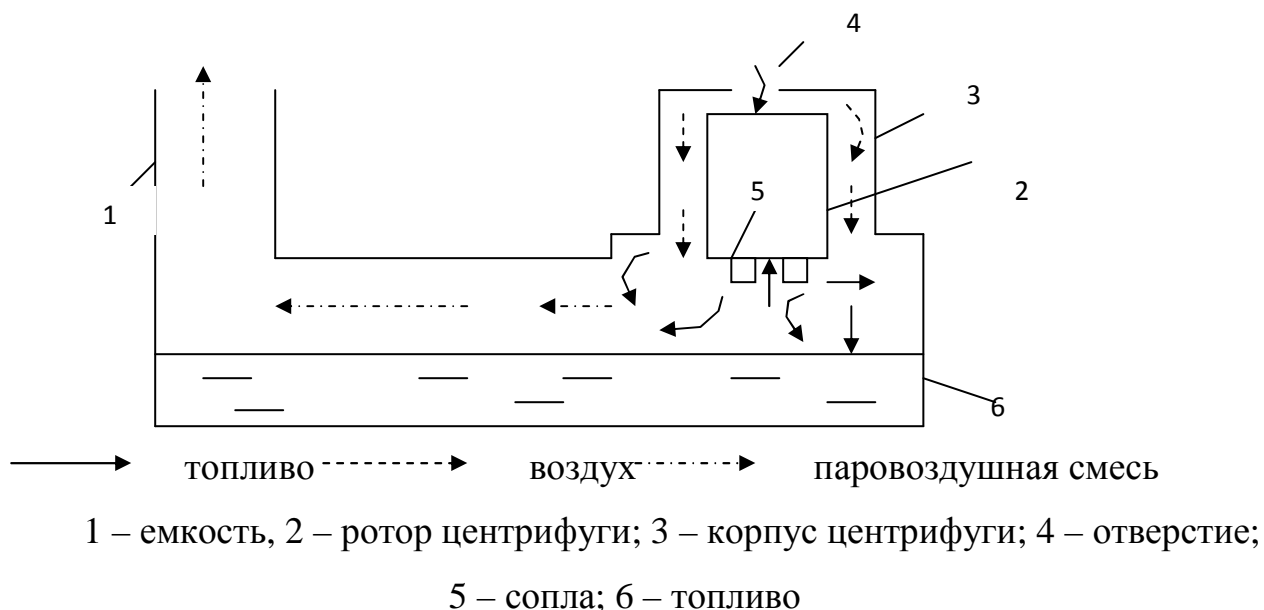 4
3
5
2
1
6
топливо воздух паровоздушная смесь
1 – емкость, 2 – ротор центрифуги; 3 – корпус центрифуги; 4 – отверстие;
5 – сопла; 6 – топливо